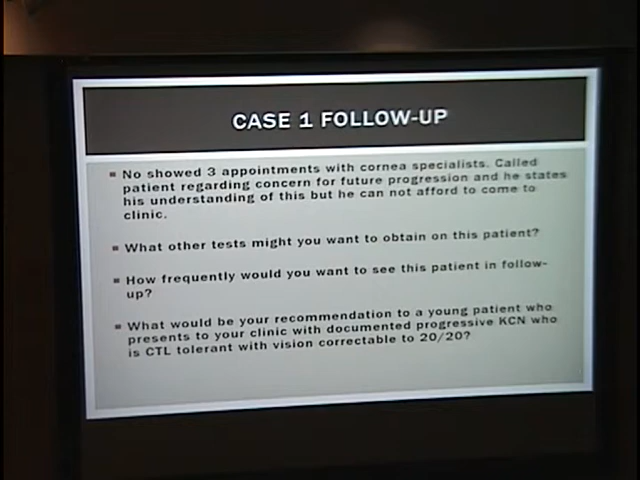 CASE 1 FOLLOW-UP
No showed 3 appointments with cornea specialists. Called
patient regarding concern for future progression and he states
his understanding of this but he can not afford to come to
clinic.
What other tests might you want to obtain on this patient?
How frequently would you want to see this patient in follow-
up?
What would be your recommendation to a young patient who
presents to your clinic with documented progressive KCN who
is CTL tolerant with vision correctable to 20/20?